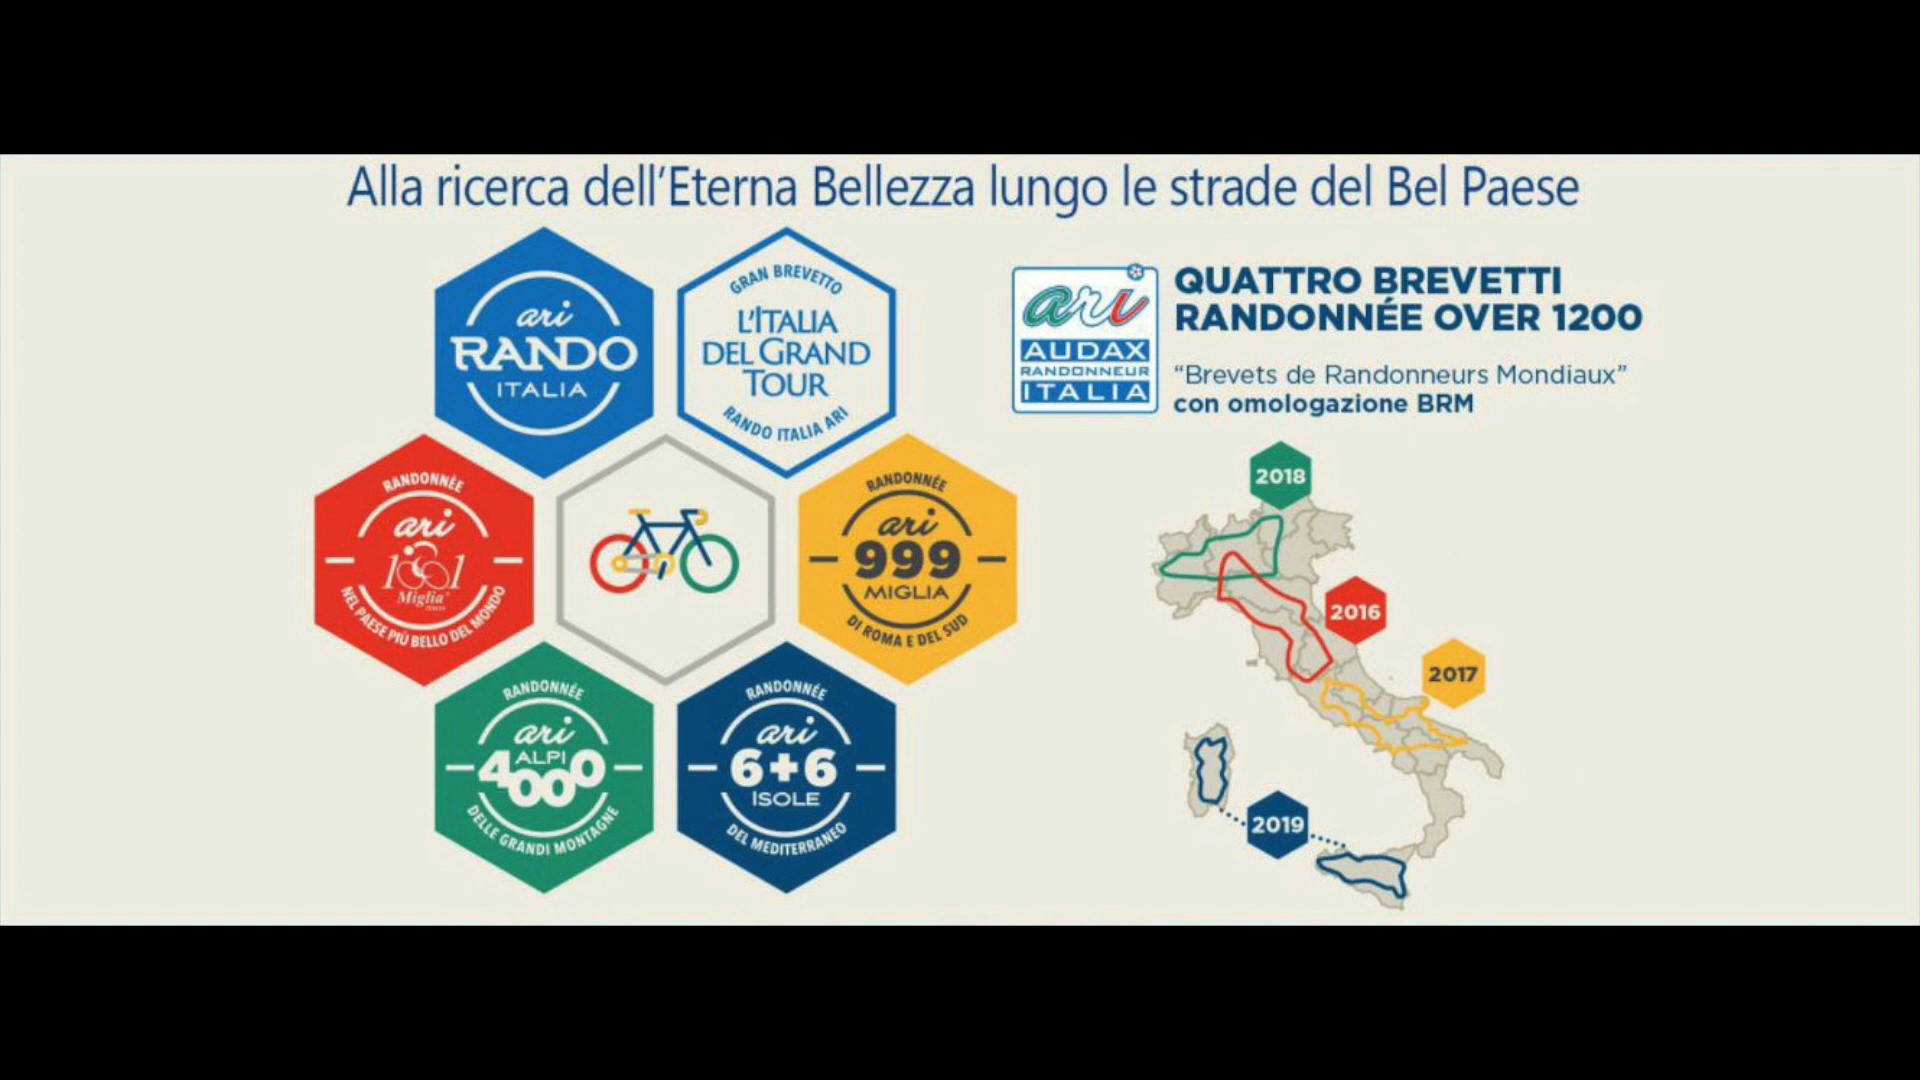 Alla ricerca dell'Eterna Bellezza lungo le strade del Bel Paese
ari
RANDO
ITALIA
GRAN BREVETTO
L'ITALIA
DEL GRAND
TOUR
RANDO ITALIA ARI
ari
AUDAX
RANDONNEUR
ITALIA
QUATTRO BREVETTI
RANDONNÉE OVER 1200
"Brevets de Randonneurs Mondiaux"
con omologazione BRM
RANDONNÈE
ari
1001
Miglia
NEL PAESE PIÙ BELLO DEL MONDO
RANDONNÉE
ari
999
MIGLIA
DI ROMA E DEL SUD
RANDONNÉE
ari
ALPI
4000
DELLE GRANDI MONTAGNE
RANDONNÉE
ari
6+6
ISOLE
DEL MEDITERRANEO
2018
2016
2017
2019